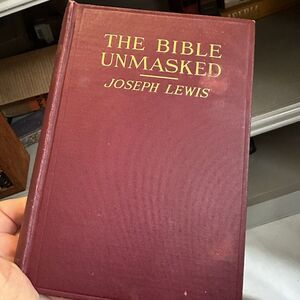 THE BIBLE
UNMASKED
JOSEPH LEWIS